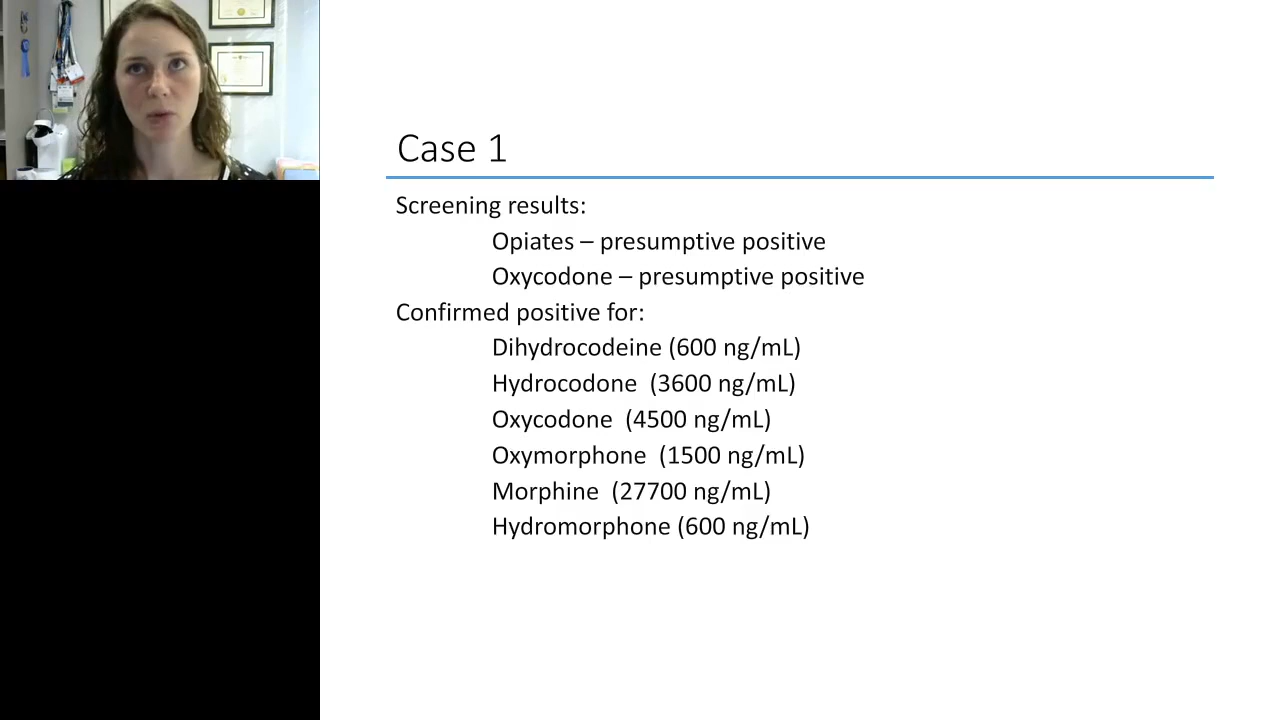 Case 1
Screening results:
Opiates – presumptive positive
Oxycodone – presumptive positive
Confirmed positive for:
Dihydrocodeine (600 ng/mL)
Hydrocodone (3600 ng/mL)
Oxycodone (4500 ng/mL)
Oxymorphone (1500 ng/mL)
Morphine (27700 ng/mL)
Hydromorphone (600 ng/mL)